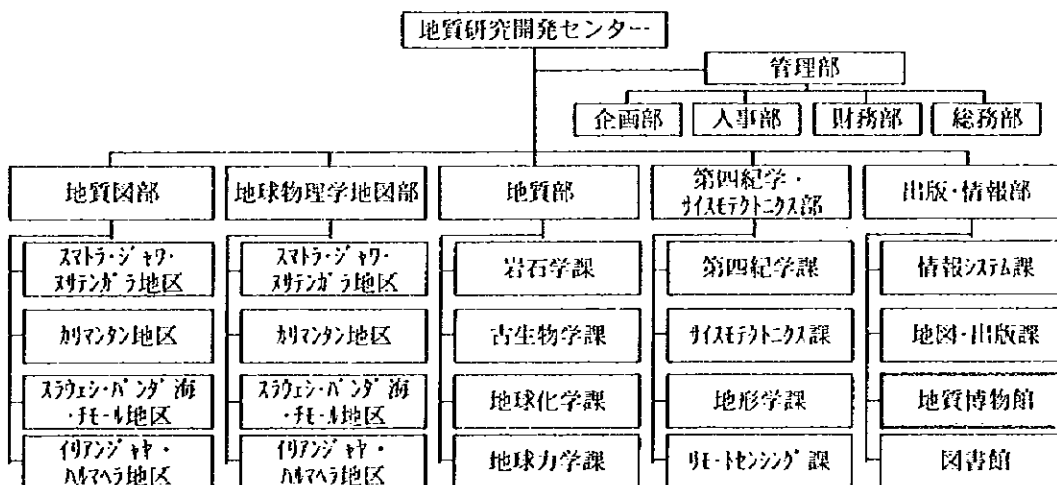 地質研究開発センター
管理部
企画部 人事部 財務部 総務部
地質図部 地球物理学地図部 地質部 第四紀学・ｻｲｽﾓﾃｸﾄﾆｸｽ部 出版・情報部
ｽﾏﾄﾗ・ｼﾞｬﾜ・
ﾇｻﾃﾝｶﾞﾗ地区
ｶﾘﾏﾝﾀﾝ地区
ｽﾗｳｪｼ・ﾊﾞﾝﾀﾞ海
・ﾁﾓｰﾙ地区
ｲﾘｱﾝｼﾞｬﾔ・
ﾊﾙﾏﾍﾗ地区
ｽﾏﾄﾗ・ｼﾞｬﾜ・
ﾇｻﾃﾝｶﾞﾗ地区
ｶﾘﾏﾝﾀﾝ地区
ｽﾗｳｪｼ・ﾊﾞﾝﾀﾞ海
・ﾁﾓｰﾙ地区
ｲﾘｱﾝｼﾞｬﾔ・
ﾊﾙﾏﾍﾗ地区
岩石学課
古生物学課
地球化学課
地球力学課
第四紀学課
ｻｲｽﾓﾃｸﾄﾆｸｽ課
地形学課
ﾘﾓｰﾄｾﾝｼﾝｸﾞ課
情報ｼｽﾃﾑ課
地図・出版課
地質博物館
図書館